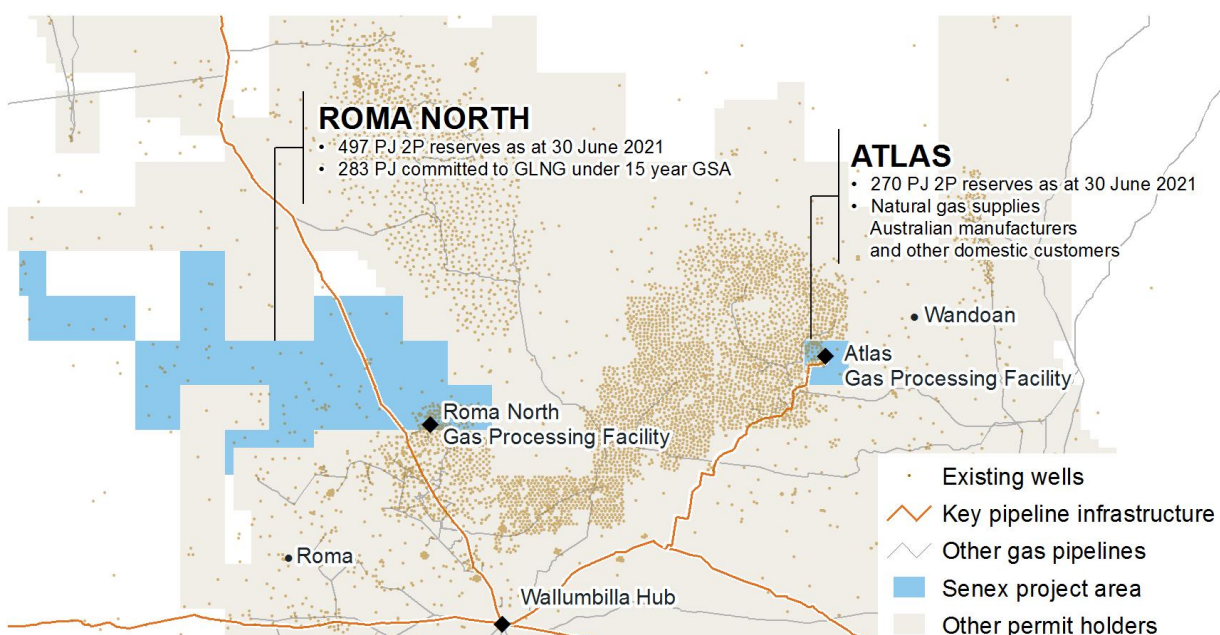 ROMA NORTH
• 497 PJ 2P reserves as at 30 June 2021
• 283 PJ committed to GLNG under 15 year GSA
ATLAS
• 270 PJ 2P reserves as at 30 June 2021
• Natural gas supplies
Australian manufacturers
and other domestic customers
Wandoan
Atlas
Gas Processing Facility
Roma North
Gas Processing Facility
Roma
Wallumbilla Hub
Existing wells
Key pipeline infrastructure
Other gas pipelines
Senex project area
Other permit holders